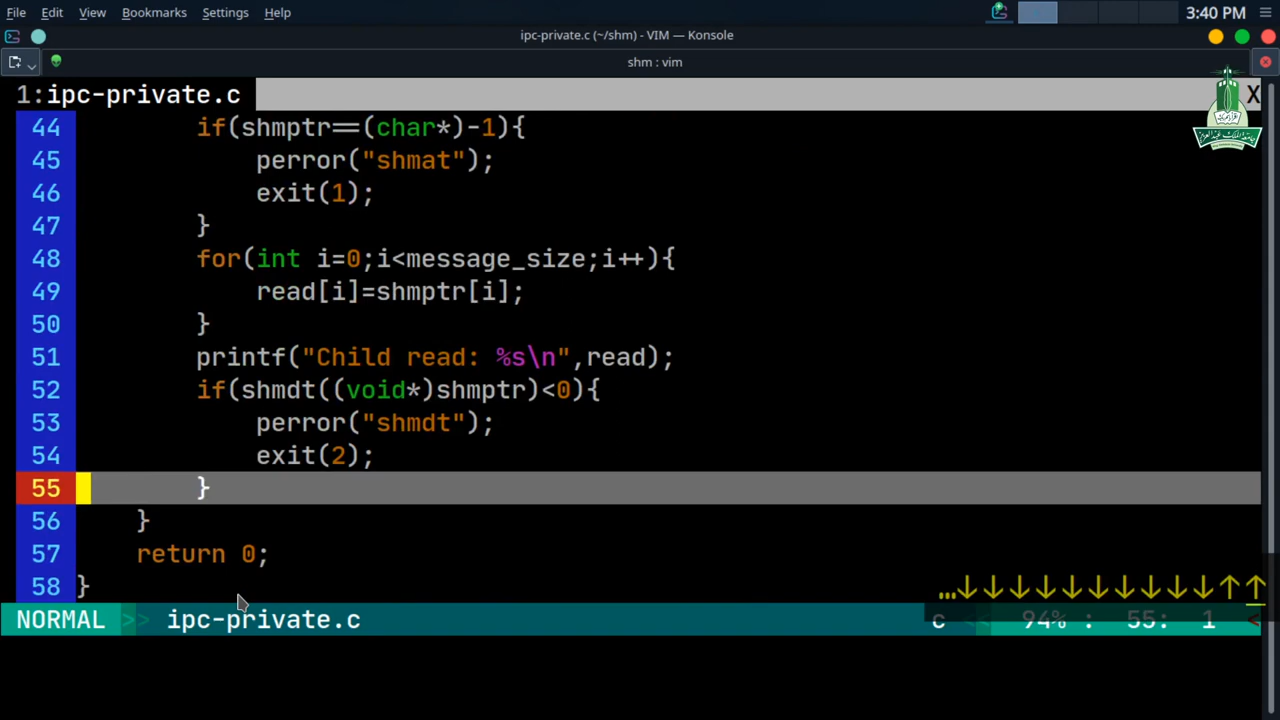 File Edit View Bookmarks Settings Help
3:40 PM
ipc-private.c (~/shm) - VIM — Konsole
shm : vim
1:ipc-private.c X
44 if(shmptr==(char*)-1){
45 perror("shmat");
46 exit(1);
47 }
48 for(int i=0;i<message_size;i++){
49 read[i]=shmptr[i];
50 }
51 printf("Child read: %s\n",read);
52 if(shmdt((void*)shmptr)<0){
53 perror("shmdt");
54 exit(2);
55 }
56 }
57 return 0;
58 }
…↓↓↓↓↓↓↓↓↓↓↑↑
NORMAL >> ipc-private.c c << 94% : 55: 1 <